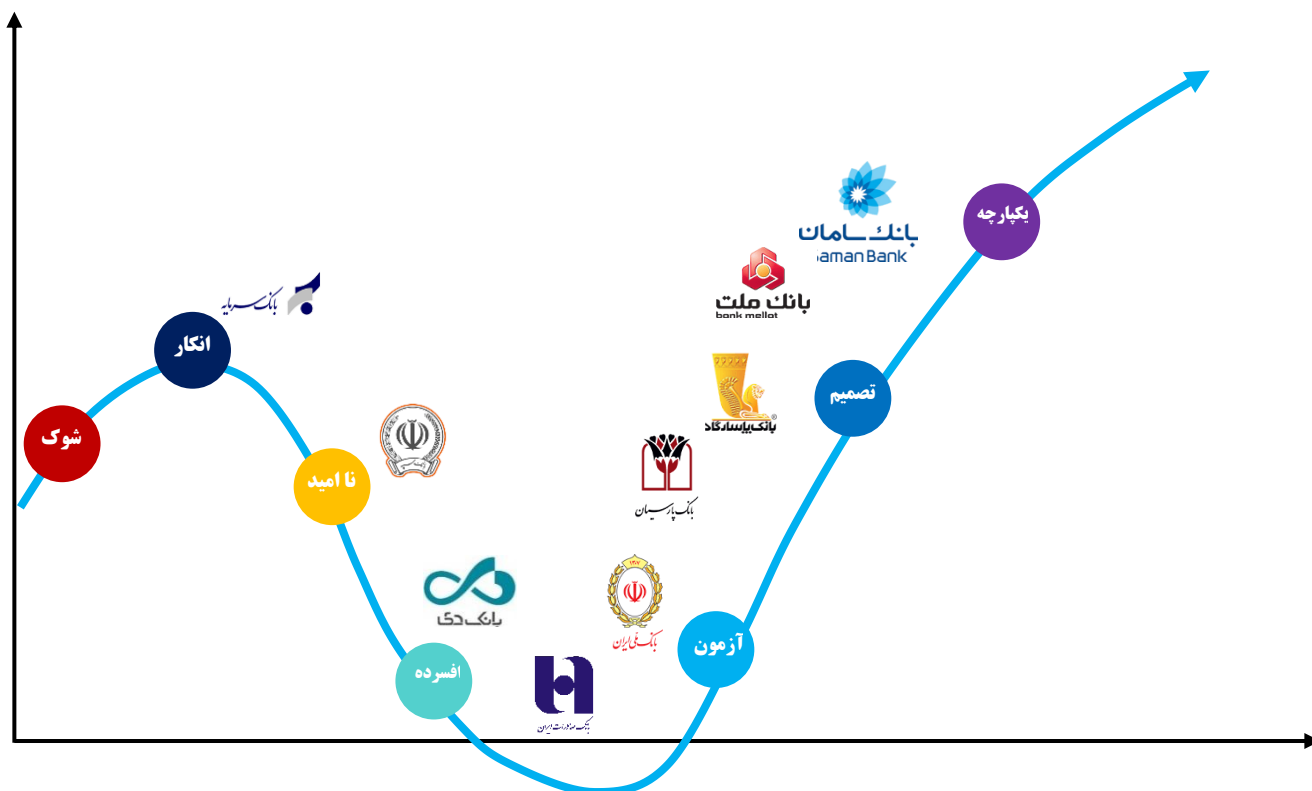 بانک سامان
aman Bank
یکپارچه
بانک ملت
bank mellat
بانک سرمایه
انکار
بانک پاسارگاد
تصمیم
شوک
نا امید
بانک پارسیان
بانک دی
۱۳۰۷
بانک ملی ایران
آزمون
افسرده
بانک صادرات ایران